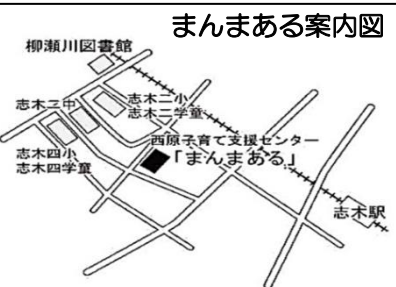 まんまある案内図
柳瀬川図書館
志木二中
志木二小
志木二学童
西原子育て支援センター
「まんまある」
志木四小
志木四学童
志木駅